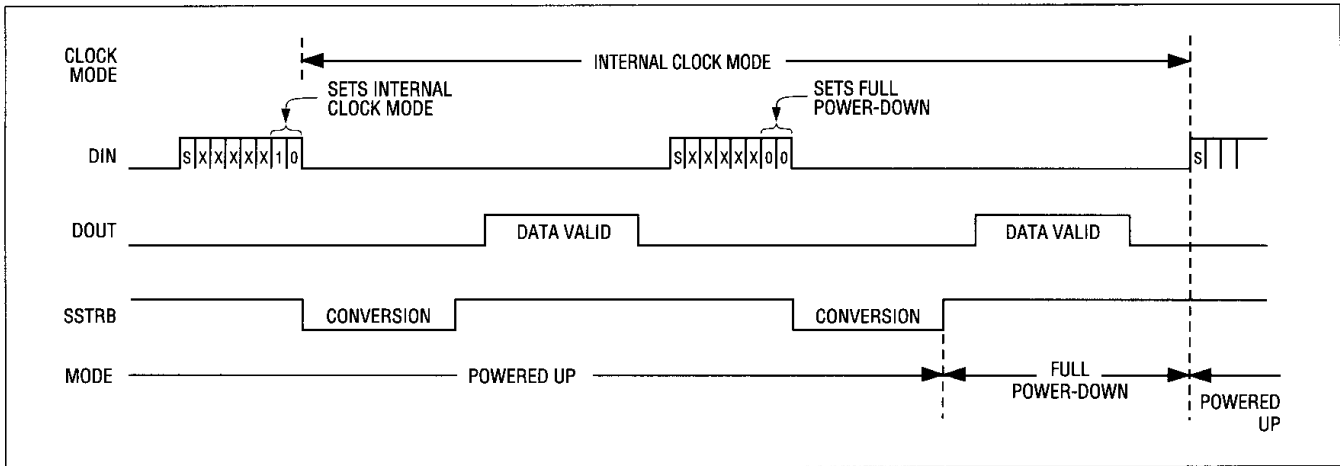 CLOCK
MODE
INTERNAL CLOCK MODE
SETS INTERNAL
CLOCK MODE
SETS FULL
POWER-DOWN
DIN
S X X X X X 1 0
S X X X X X 0 0
S
DOUT
DATA VALID
DATA VALID
SSTRB
CONVERSION
CONVERSION
MODE
POWERED UP
FULL
POWER-DOWN
POWERED
UP